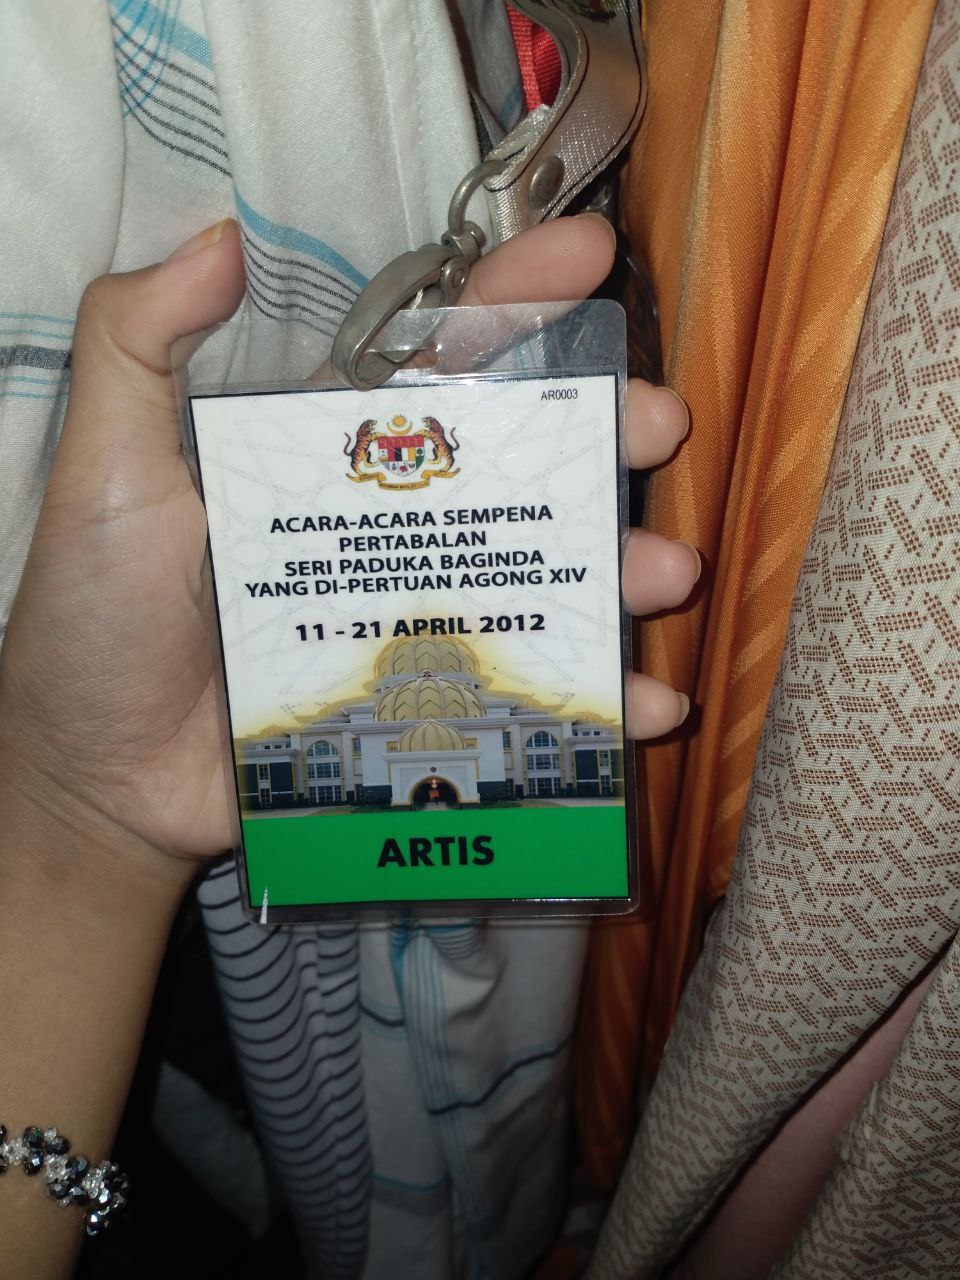 AR0003
ACARA-ACARA SEMPENA
PERTABALAN
SERI PADUKA BAGINDA
YANG DI-PERTUAN AGONG XIV
11 - 21 APRIL 2012
ARTIS